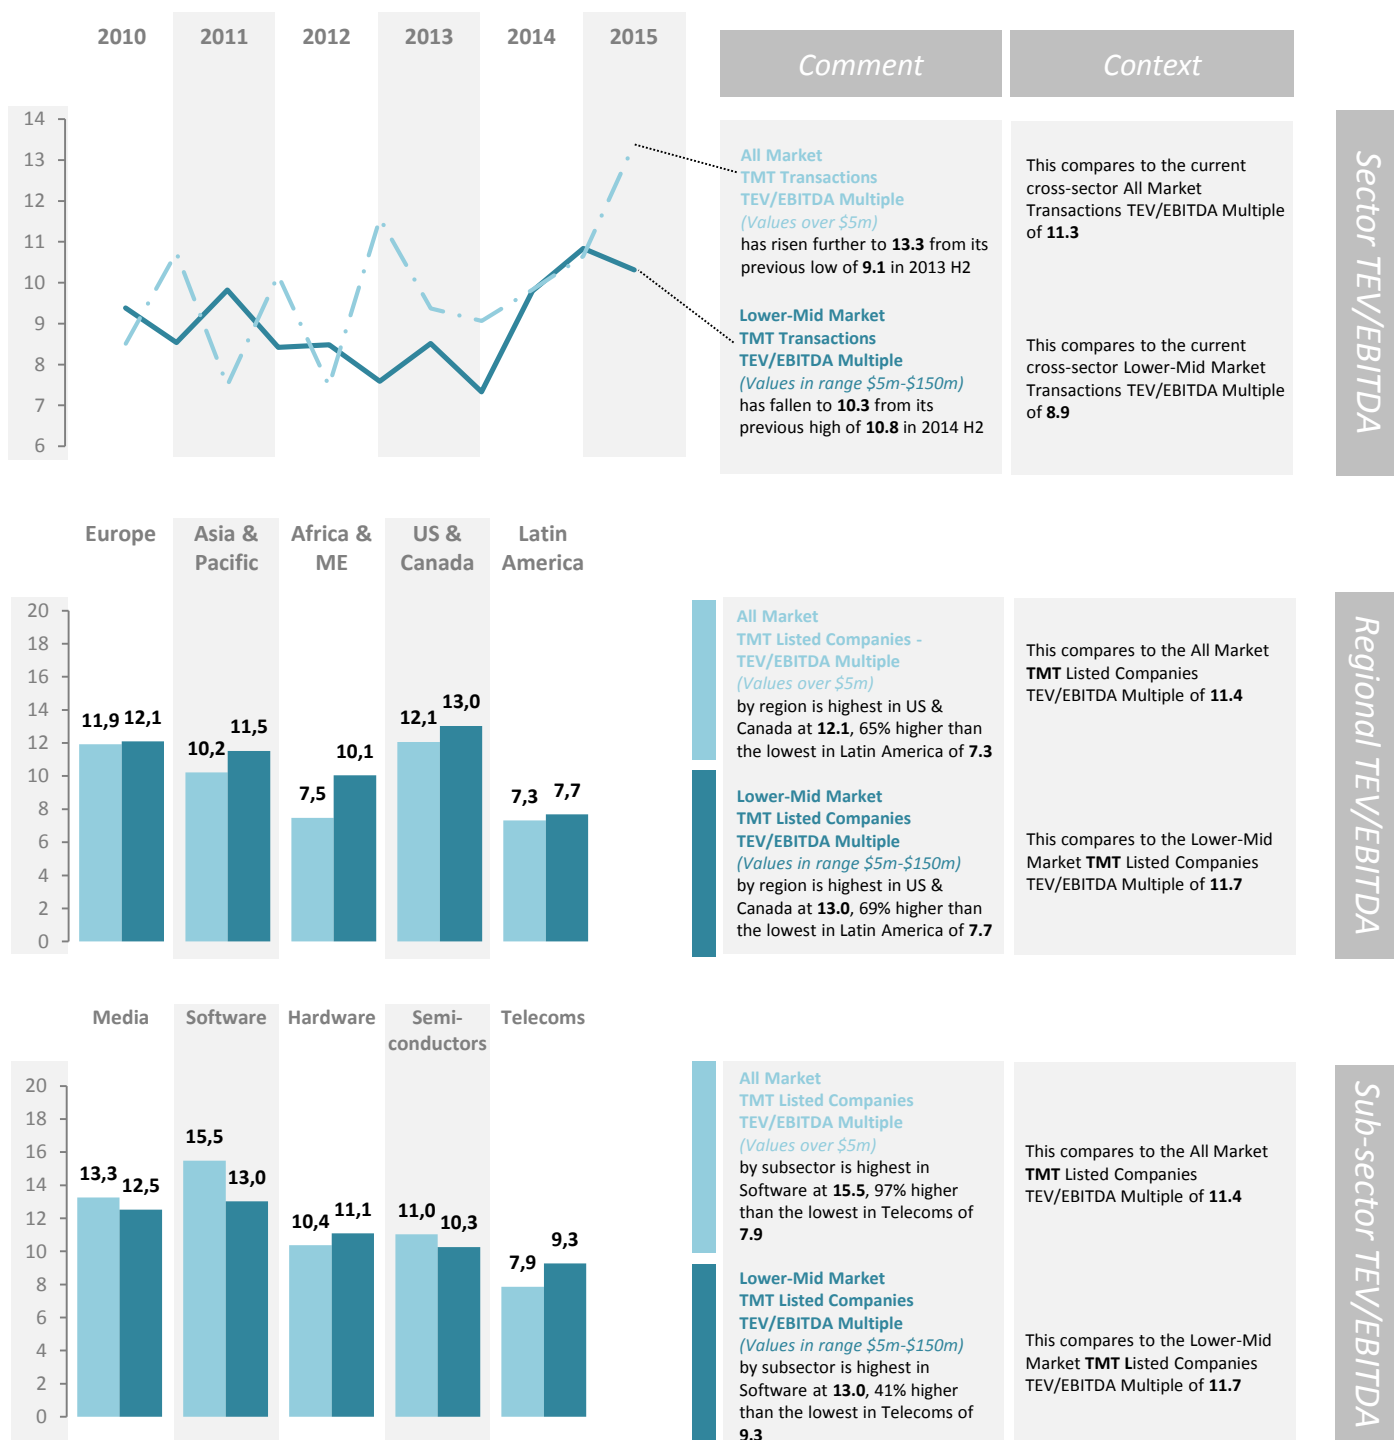 2010 2011 2012 2013 2014 2015
Comment
Context
14
13
12
11
10
9
8
7
6
All Market
TMT Transactions
TEV/EBITDA Multiple
(Values over $5m)
has risen further to 13.3 from its
previous low of 9.1 in 2013 H2
Lower-Mid Market
TMT Transactions
TEV/EBITDA Multiple
(Values in range $5m-$150m)
has fallen to 10.3 from its
previous high of 10.8 in 2014 H2
This compares to the current
cross-sector All Market
Transactions TEV/EBITDA Multiple
of 11.3
This compares to the current
cross-sector Lower-Mid Market
Transactions TEV/EBITDA Multiple
of 8.9
Sector TEV/EBITDA
Europe
Asia &
Pacific
Africa &
ME
US &
Canada
Latin
America
20
18
16
14
12
10
8
6
4
2
0
11,9 12,1
10,2 11,5
7,5 10,1
12,1 13,0
7,3 7,7
All Market
TMT Listed Companies -
TEV/EBITDA Multiple
(Values over $5m)
by region is highest in US &
Canada at 12.1, 65% higher than
the lowest in Latin America of 7.3
Lower-Mid Market
TMT Listed Companies
TEV/EBITDA Multiple
(Values in range $5m-$150m)
by region is highest in US &
Canada at 13.0, 69% higher than
the lowest in Latin America of 7.7
This compares to the All Market
TMT Listed Companies
TEV/EBITDA Multiple of 11.4
This compares to the Lower-Mid
Market TMT Listed Companies
TEV/EBITDA Multiple of 11.7
Regional TEV/EBITDA
Media
Software
Hardware
Semi-
conductors
Telecoms
20
18
16
14
12
10
8
6
4
2
0
13,3 12,5
15,5 13,0
10,4 11,1
11,0 10,3
7,9 9,3
All Market
TMT Listed Companies
TEV/EBITDA Multiple
(Values over $5m)
by subsector is highest in
Software at 15.5, 97% higher
than the lowest in Telecoms of
7.9
Lower-Mid Market
TMT Listed Companies
TEV/EBITDA Multiple
(Values in range $5m-$150m)
by subsector is highest in
Software at 13.0, 41% higher
than the lowest in Telecoms of
9.3
This compares to the All Market
TMT Listed Companies
TEV/EBITDA Multiple of 11.4
This compares to the Lower-Mid
Market TMT Listed Companies
TEV/EBITDA Multiple of 11.7
Sub-sector TEV/EBITDA